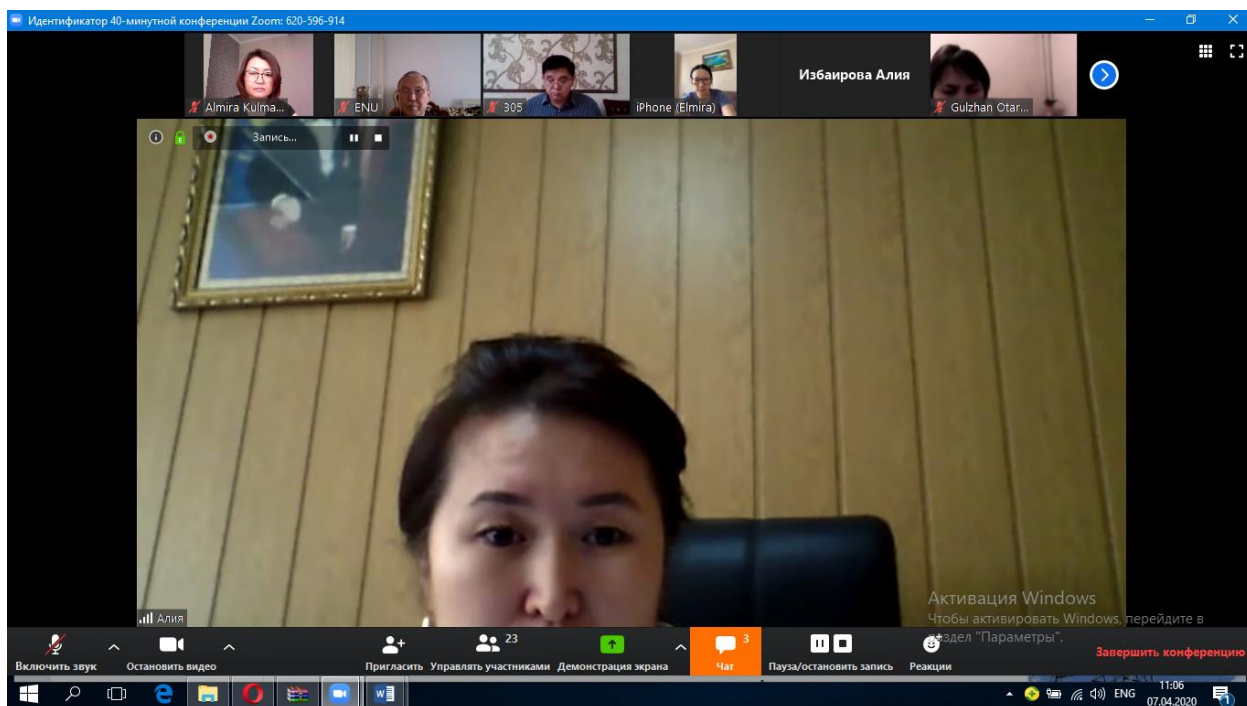 Идентификатор 40-минутной конференции Zoom: 620-596-914
Almira Kulma...
ENU
305
iPhone (Elmira)
Избаирова Алия
Gulzhan Otar...
Запись...
Алия
Активация Windows
Чтобы активировать Windows, перейдите в
раздел "Параметры".
23
3
Включить звук
Остановить видео
Пригласить
Управлять участниками
Демонстрация экрана
Чат
Пауза/остановить запись
Реакции
Завершить конференцию
ENG
11:06
07.04.2020